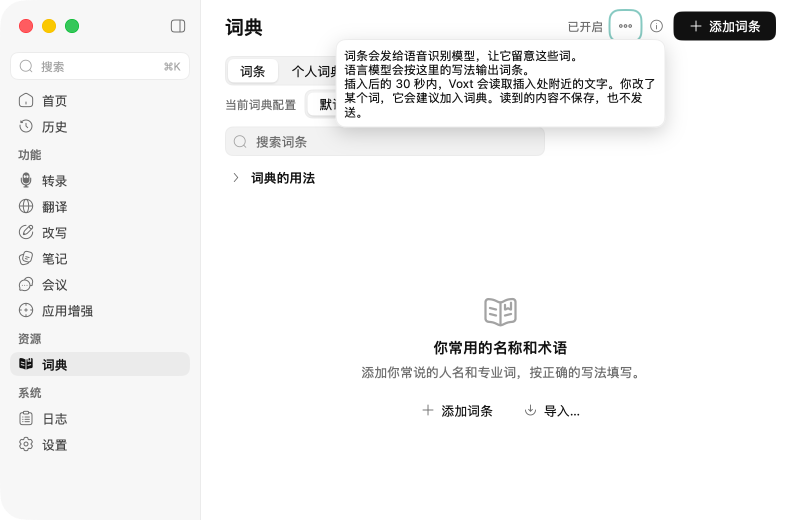 搜索 ⌘K
首页
历史
功能
转录
翻译
改写
笔记
会议
应用增强
资源
词典
系统
日志
设置
词典
已开启
添加词条
词条会发给语音识别模型，让它留意这些词。
语言模型会按这里的写法输出词条。
插入后的 30 秒内，Voxt 会读取插入处附近的文字。你改了
某个词，它会建议加入词典。读到的内容不保存，也不发
送。
词条 个人词典
当前词典配置
搜索词条
词典的用法
你常用的名称和术语
添加你常说的人名和专业词，按正确的写法填写。
添加词条 导入...